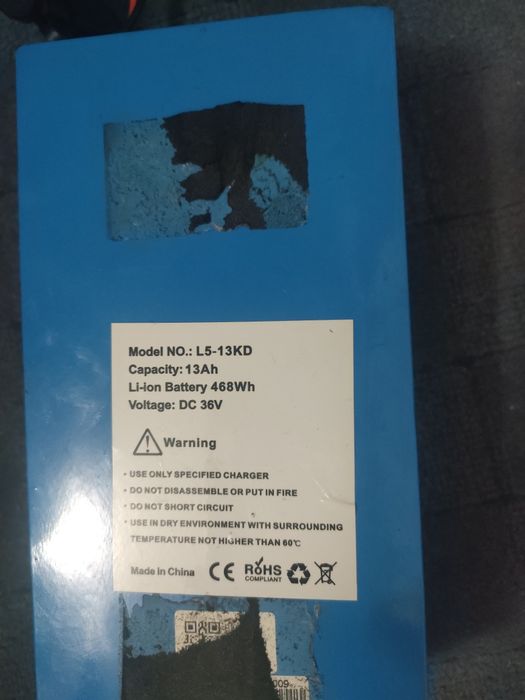 Model NO.: L5-13KD
Capacity: 13Ah
Li-ion Battery 468Wh
Voltage: DC 36V
Warning
• USE ONLY SPECIFIED CHARGER
• DO NOT DISASSEMBLE OR PUT IN FIRE
• DO NOT SHORT CIRCUIT
• USE IN DRY ENVIRONMENT WITH SURROUNDING
TEMPERATURE NOT HIGHER THAN 60℃
Made in China CE RoHS
COMPLIANT
009